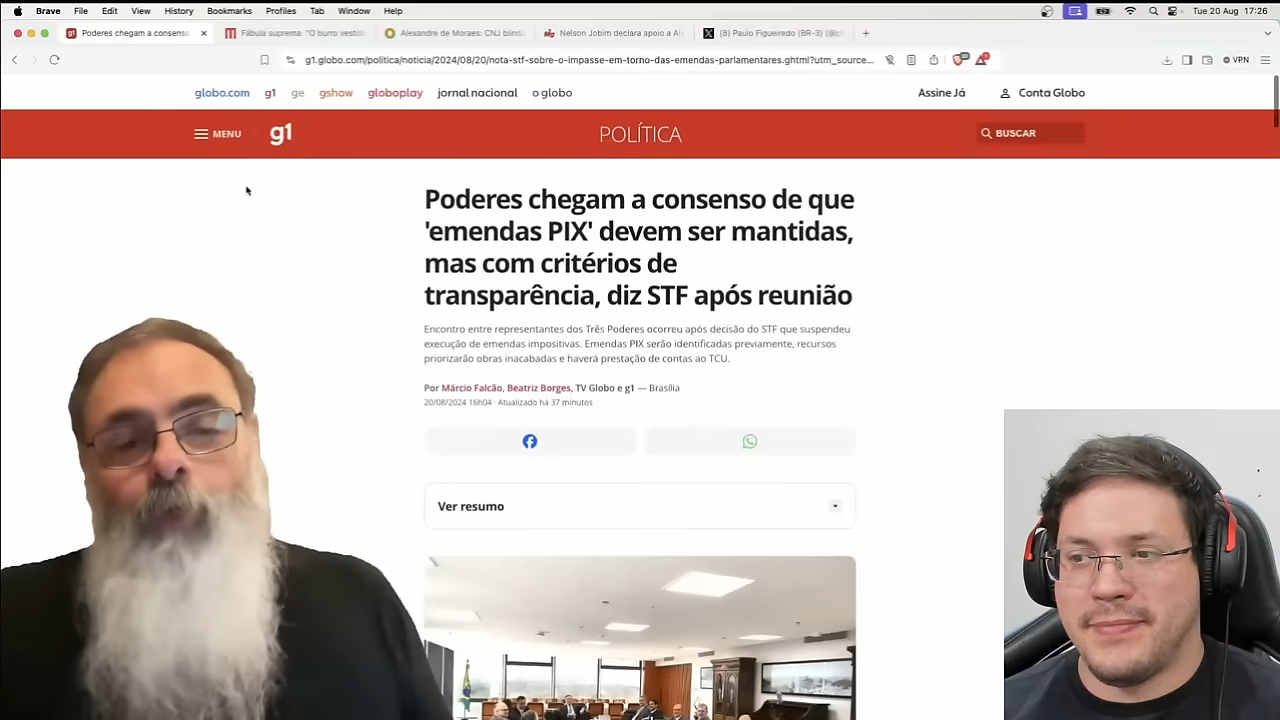 Brave File Edit View History Bookmarks Profiles Tab Window Help Tue 20 Aug 17:26
Poderes chegam a consenso Fábula suprema: "O burro vestido Alexandre de Moraes: CNJ blinda Nelson Jobim declara apoio a Ale (8) Paulo Figueiredo (BR-3)
g1.globo.com/politica/noticia/2024/08/20/nota-stf-sobre-o-impasse-em-torno-das-emendas-parlamentares.ghtml?utm_source... VPN
globo.com g1 ge gshow globoplay jornal nacional o globo Assine Já Conta Globo
MENU g1 POLÍTICA BUSCAR
Poderes chegam a consenso de que
'emendas PIX' devem ser mantidas,
mas com critérios de
transparência, diz STF após reunião
Encontro entre representantes dos Três Poderes ocorreu após decisão do STF que suspendeu
execução de emendas impositivas. Emendas PIX serão identificadas previamente, recursos
priorizarão obras inacabadas e haverá prestação de contas ao TCU.
Por Márcio Falcão, Beatriz Borges, TV Globo e g1 — Brasília
20/08/2024 16h04 · Atualizado há 37 minutos
Ver resumo